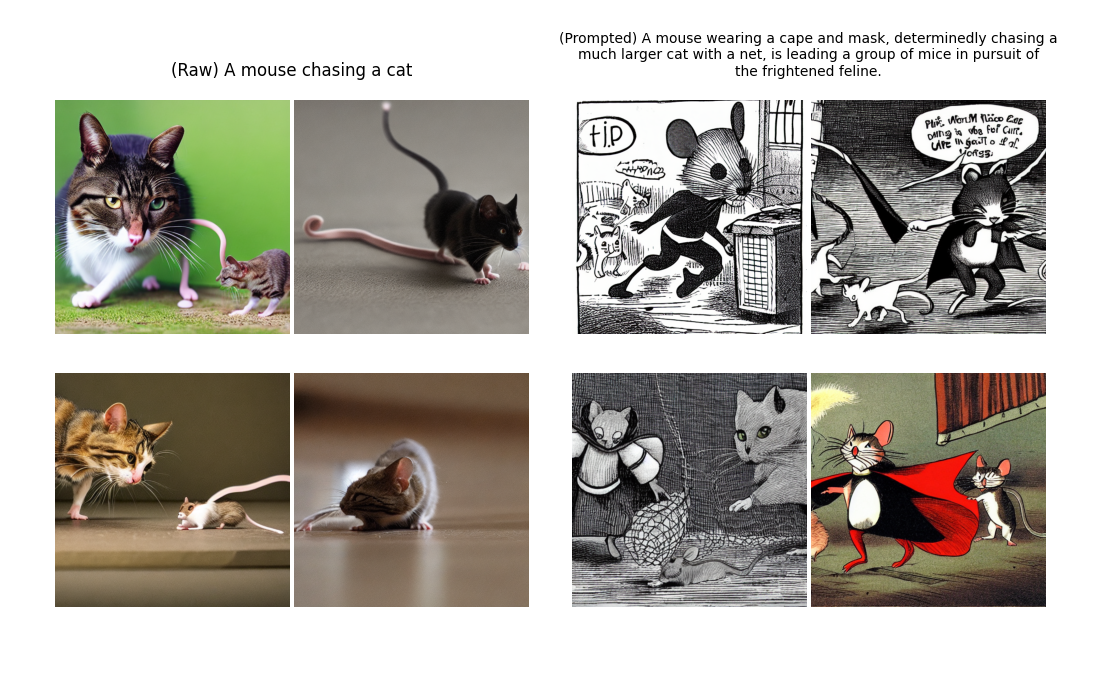 (Raw) A mouse chasing a cat
(Prompted) A mouse wearing a cape and mask, determinedly chasing a
much larger cat with a net, is leading a group of mice in pursuit of
the frightened feline.
tip